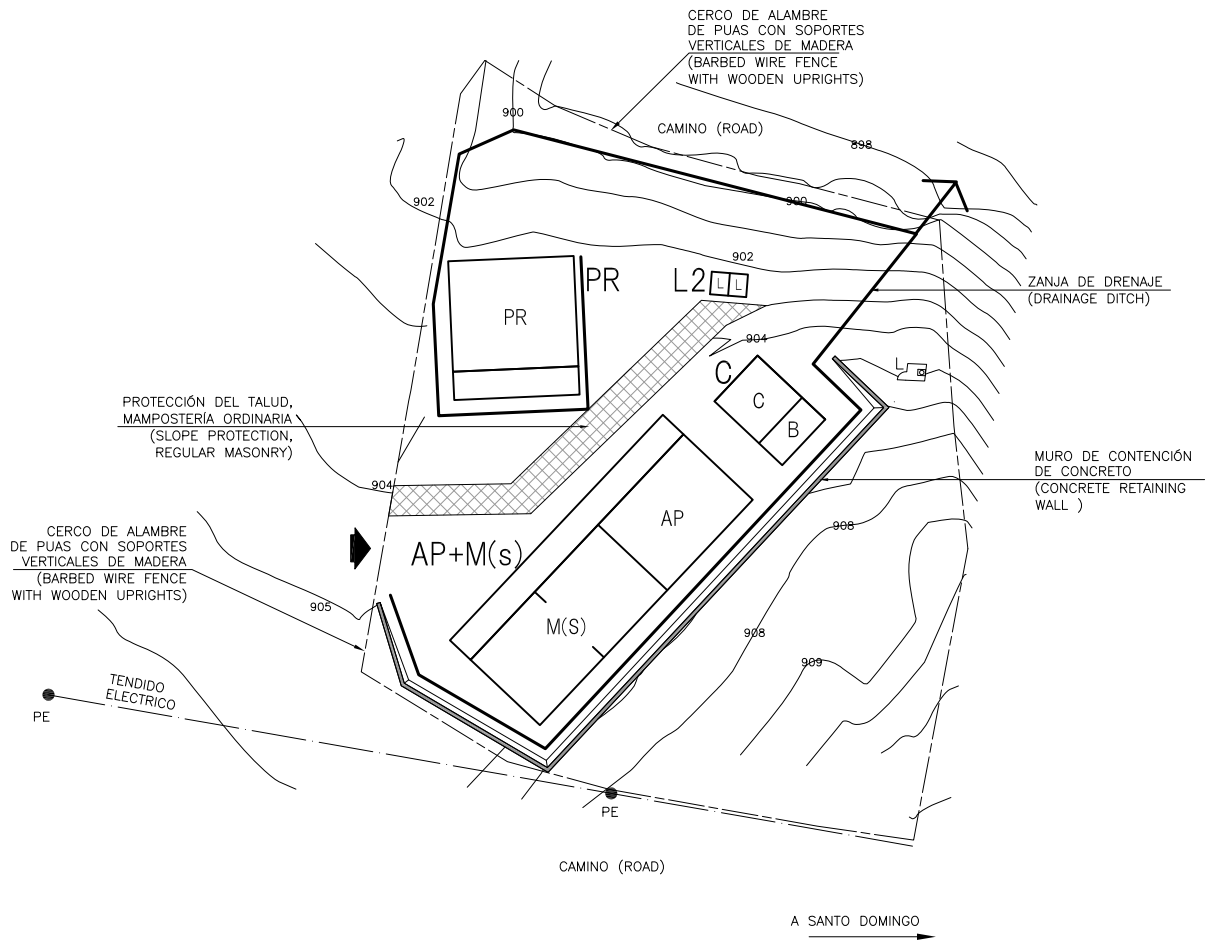 CERCO DE ALAMBRE
DE PUAS CON SOPORTES
VERTICALES DE MADERA
(BARBED WIRE FENCE
WITH WOODEN UPRIGHTS)
900
CAMINO (ROAD)
898
902
900
902
PR
L2
L
L
PR
ZANJA DE DRENAJE
(DRAINAGE DITCH)
904
L
C
C
B
PROTECCIÓN DEL TALUD,
MAMPOSTERÍA ORDINARIA
(SLOPE PROTECTION,
REGULAR MASONRY)
MURO DE CONTENCIÓN
DE CONCRETO
(CONCRETE RETAINING
WALL )
904
AP
908
CERCO DE ALAMBRE
DE PUAS CON SOPORTES
VERTICALES DE MADERA
(BARBED WIRE FENCE
WITH WOODEN UPRIGHTS)
AP+M(s)
905
M(S)
908
909
TENDIDO
ELECTRICO
PE
PE
CAMINO (ROAD)
A SANTO DOMINGO